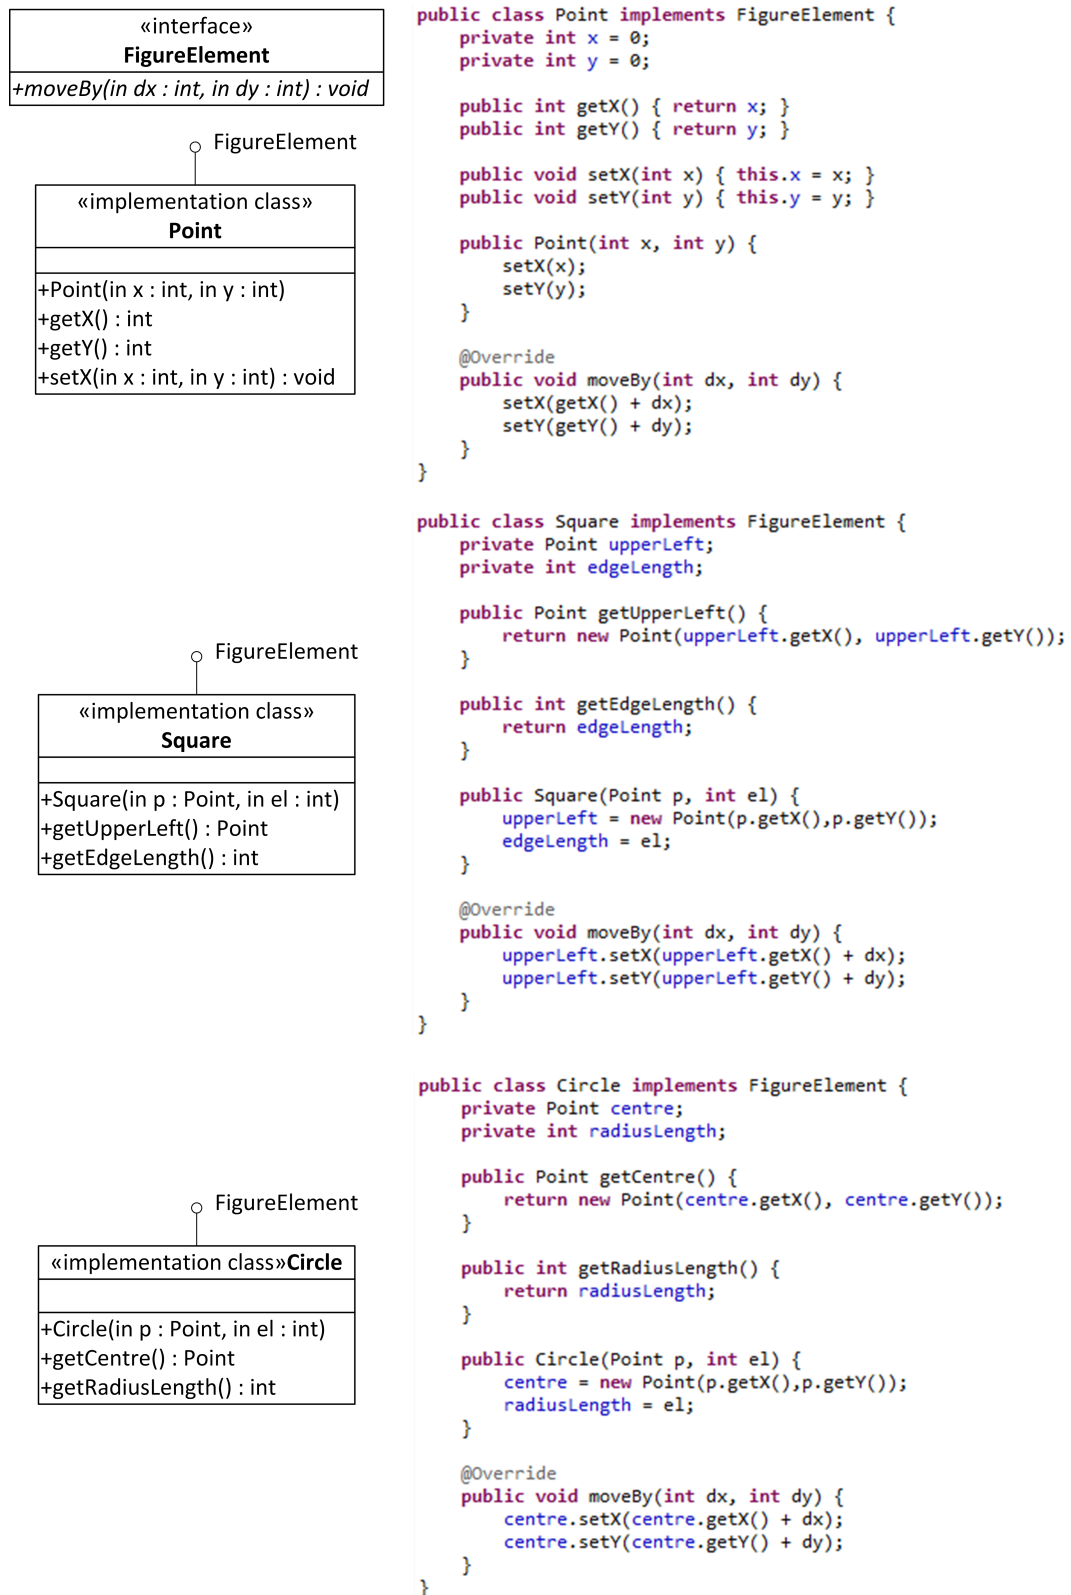 «interface»
FigureElement
+moveBy(in dx : int, in dy : int) : void
FigureElement
«implementation class»
Point
+Point(in x : int, in y : int)
+getX() : int
+getY() : int
+setX(in x : int, in y : int) : void
public class Point implements FigureElement {
private int x = 0;
private int y = 0;
public int getX() { return x; }
public int getY() { return y; }
public void setX(int x) { this.x = x; }
public void setY(int y) { this.y = y; }
public Point(int x, int y) {
setX(x);
setY(y);
}
@Override
public void moveBy(int dx, int dy) {
setX(getX() + dx);
setY(getY() + dy);
}
}
FigureElement
«implementation class»
Square
+Square(in p : Point, in el : int)
+getUpperLeft() : Point
+getEdgeLength() : int
public class Square implements FigureElement {
private Point upperLeft;
private int edgeLength;
public Point getUpperLeft() {
return new Point(upperLeft.getX(), upperLeft.getY());
}
public int getEdgeLength() {
return edgeLength;
}
public Square(Point p, int el) {
upperLeft = new Point(p.getX(),p.getY());
edgeLength = el;
}
@Override
public void moveBy(int dx, int dy) {
upperLeft.setX(upperLeft.getX() + dx);
upperLeft.setY(upperLeft.getY() + dy);
}
}
FigureElement
«implementation class»Circle
+Circle(in p : Point, in el : int)
+getCentre() : Point
+getRadiusLength() : int
public class Circle implements FigureElement {
private Point centre;
private int radiusLength;
public Point getCentre() {
return new Point(centre.getX(), centre.getY());
}
public int getRadiusLength() {
return radiusLength;
}
public Circle(Point p, int el) {
centre = new Point(p.getX(),p.getY());
radiusLength = el;
}
@Override
public void moveBy(int dx, int dy) {
centre.setX(centre.getX() + dx);
centre.setY(centre.getY() + dy);
}
}